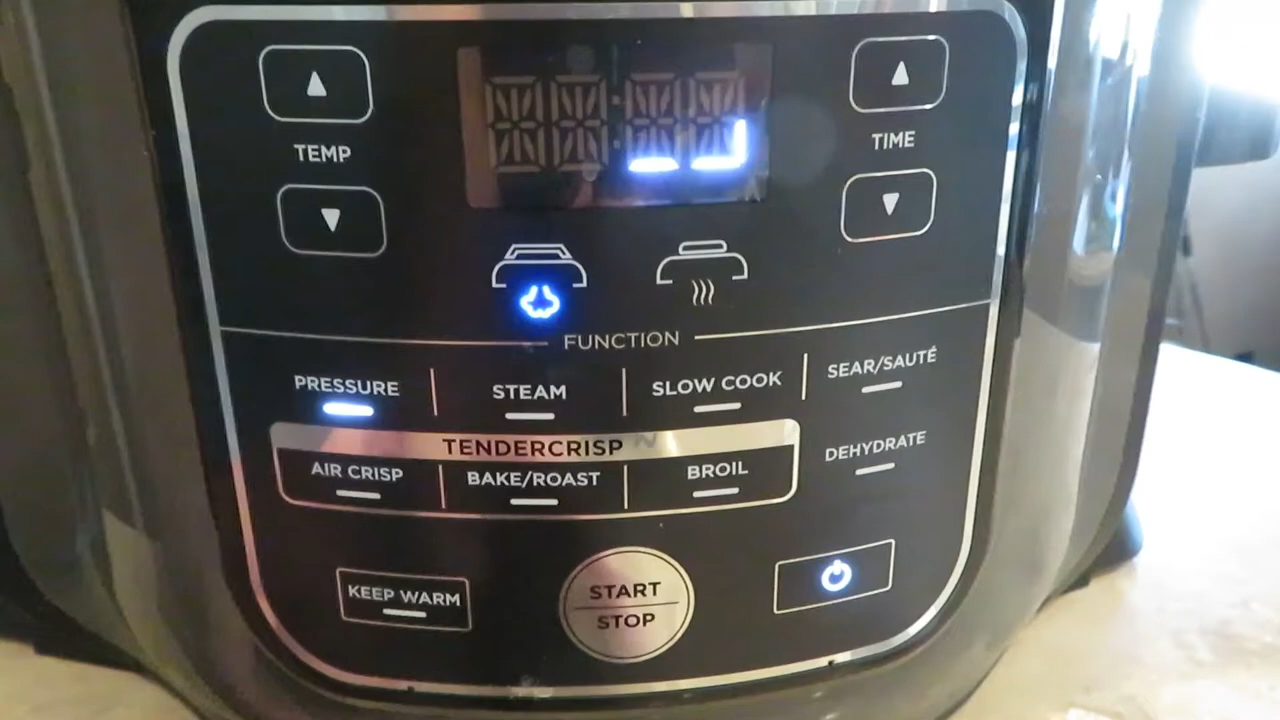 TEMP
TIME
FUNCTION
PRESSURE
STEAM
SLOW COOK
SEAR/SAUTÉ
TENDERCRISP
DEHYDRATE
AIR CRISP
BAKE/ROAST
BROIL
KEEP WARM
START
STOP